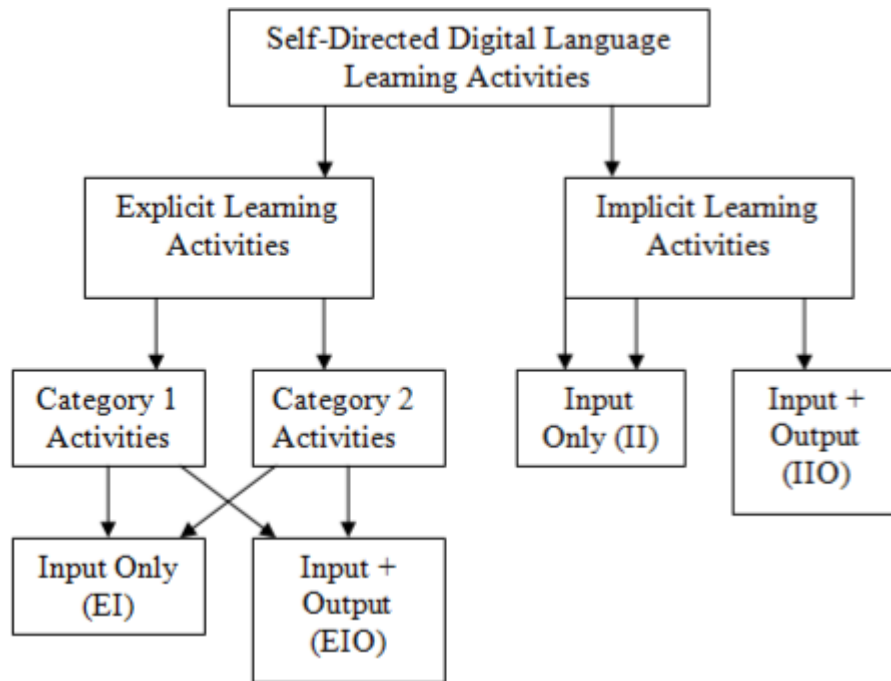 Self-Directed Digital Language
Learning Activities
Explicit Learning
Activities
Implicit Learning
Activities
Category 1
Activities
Category 2
Activities
Input
Only (II)
Input +
Output
(IIO)
Input Only
(EI)
Input +
Output
(EIO)